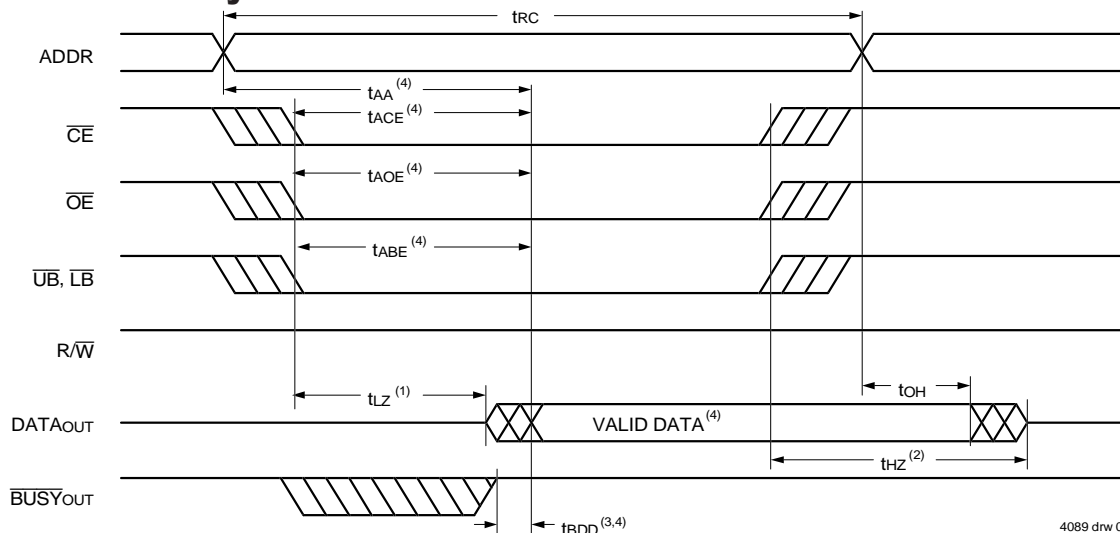 tRC
ADDR
tAA (4)
tACE (4)
CE
tAOE (4)
OE
tABE (4)
UB, LB
R/W
tLZ (1)
tOH
DATAOUT
VALID DATA (4)
tHZ (2)
BUSYOUT
tBDD (3,4)
4089 drw 0